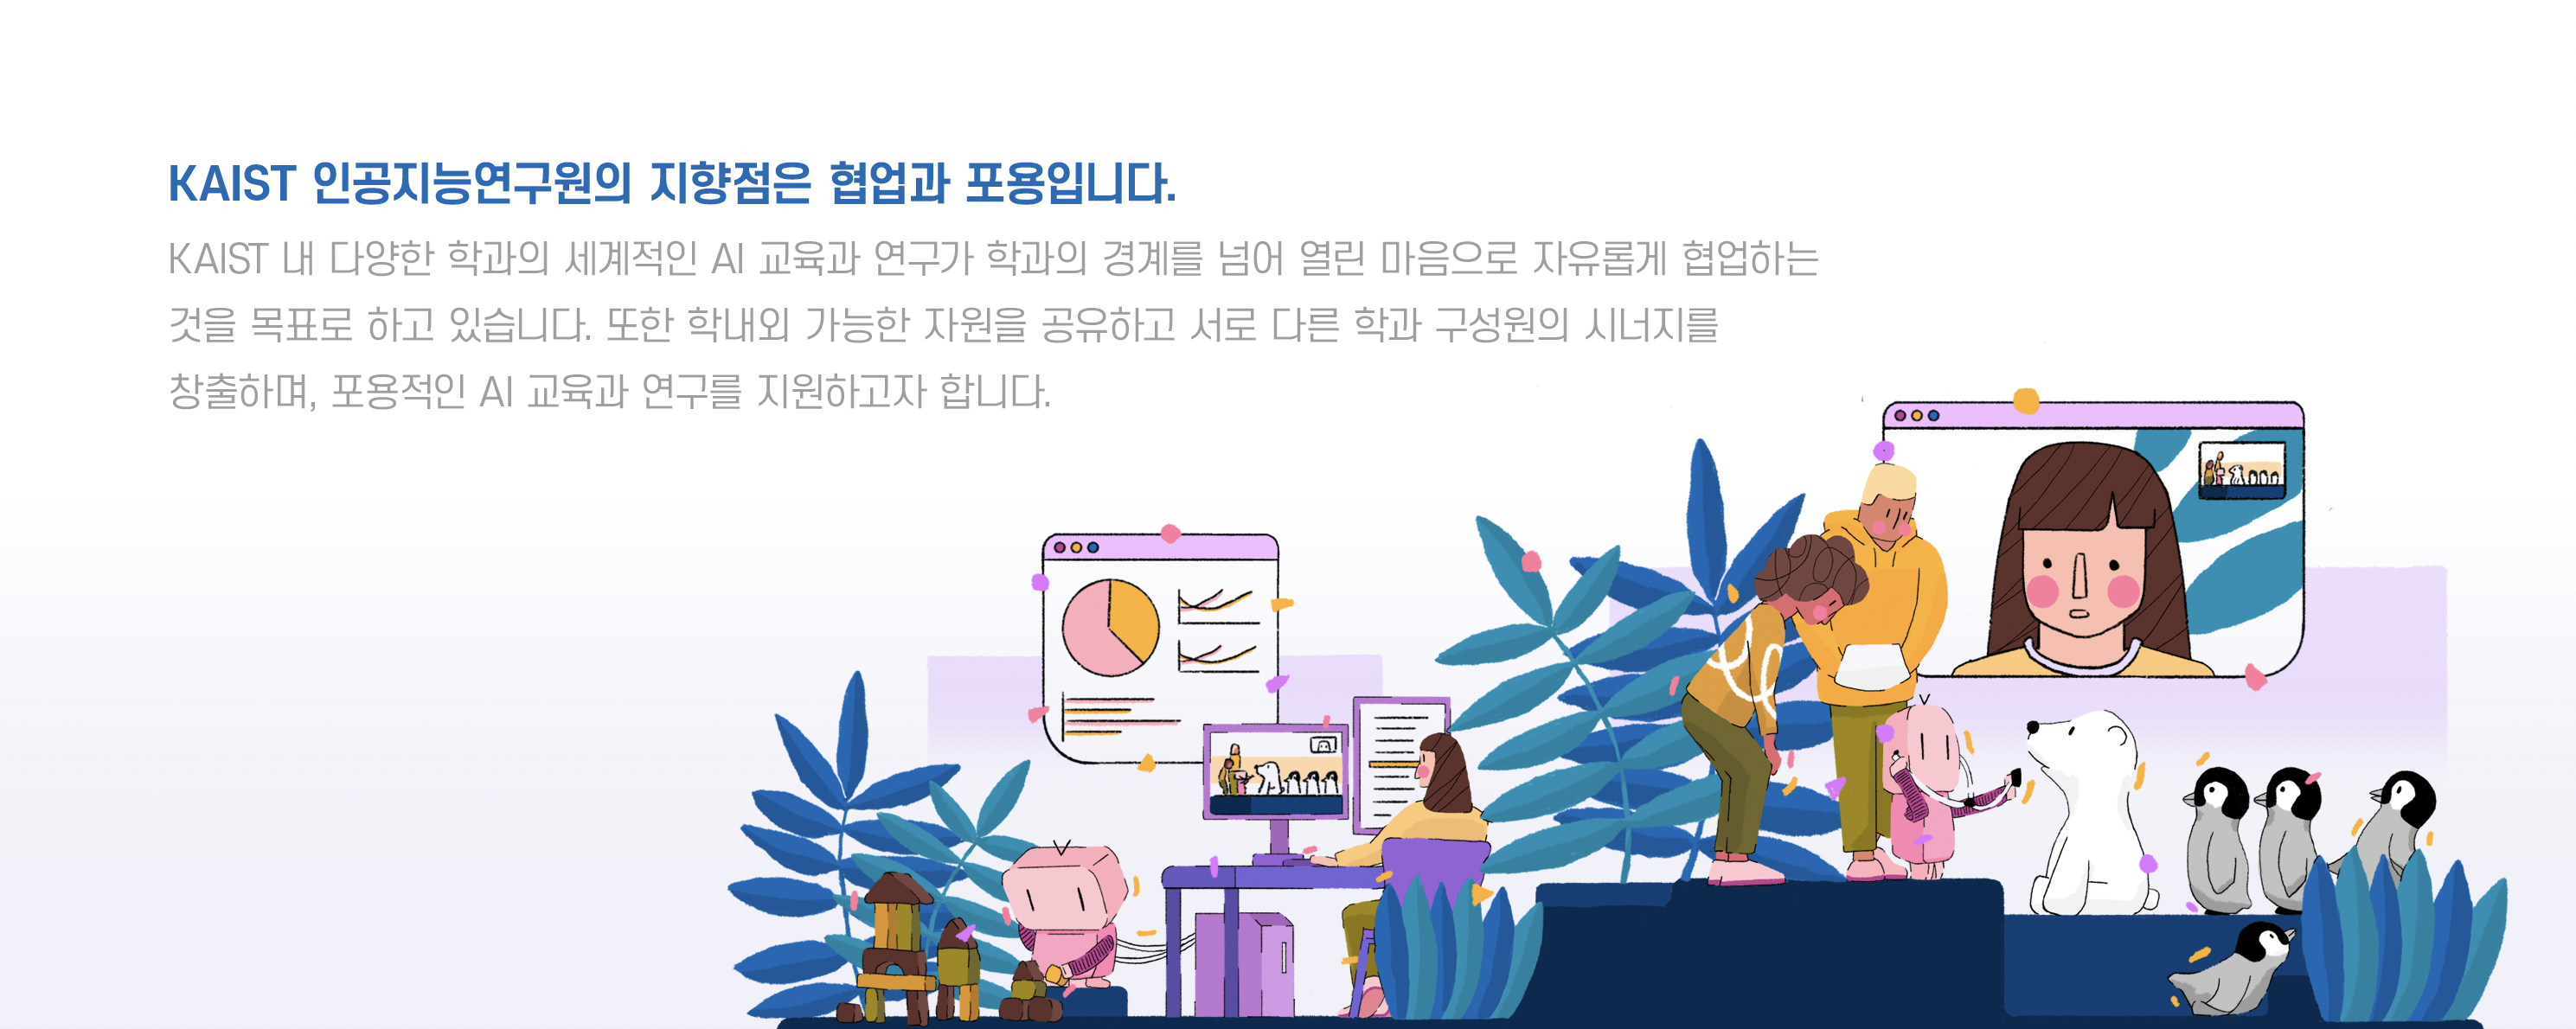 KAIST 인공지능연구원의 지향점은 협업과 포용입니다.
KAIST 내 다양한 학과의 세계적인 AI 교육과 연구가 학과의 경계를 넘어 열린 마음으로 자유롭게 협업하는
것을 목표로 하고 있습니다. 또한 학내외 가능한 자원을 공유하고 서로 다른 학과 구성원의 시너지를
창출하며, 포용적인 AI 교육과 연구를 지원하고자 합니다.